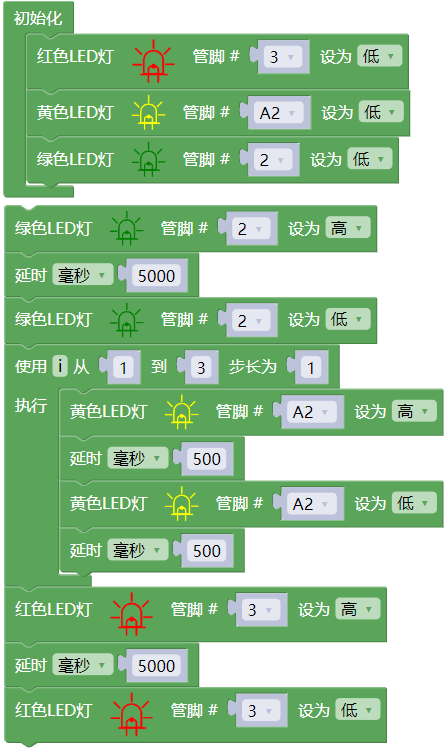 初始化
红色LED灯 管脚 # 3 设为 低
黄色LED灯 管脚 # A2 设为 低
绿色LED灯 管脚 # 2 设为 低
绿色LED灯 管脚 # 2 设为 高
延时 毫秒 5000
绿色LED灯 管脚 # 2 设为 低
使用 i 从 1 到 3 步长为 1
执行
黄色LED灯 管脚 # A2 设为 高
延时 毫秒 500
黄色LED灯 管脚 # A2 设为 低
延时 毫秒 500
红色LED灯 管脚 # 3 设为 高
延时 毫秒 5000
红色LED灯 管脚 # 3 设为 低